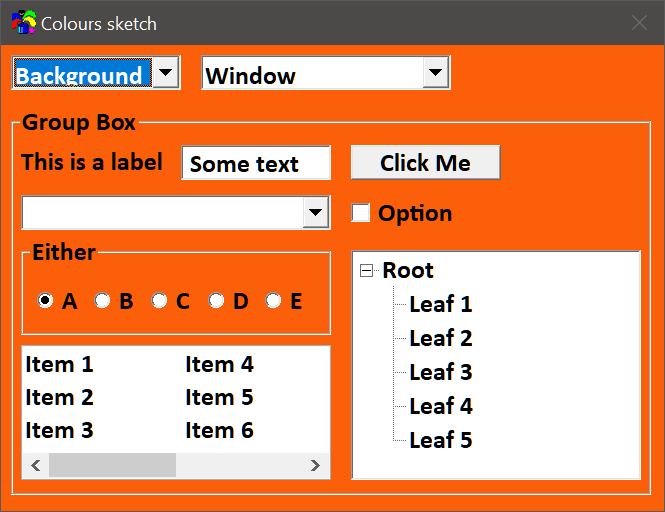 Colours sketch
Background Window
Group Box
This is a label Some text Click Me
Option
Either
A B C D E
Item 1 Item 4
Item 2 Item 5
Item 3 Item 6
Root
Leaf 1
Leaf 2
Leaf 3
Leaf 4
Leaf 5